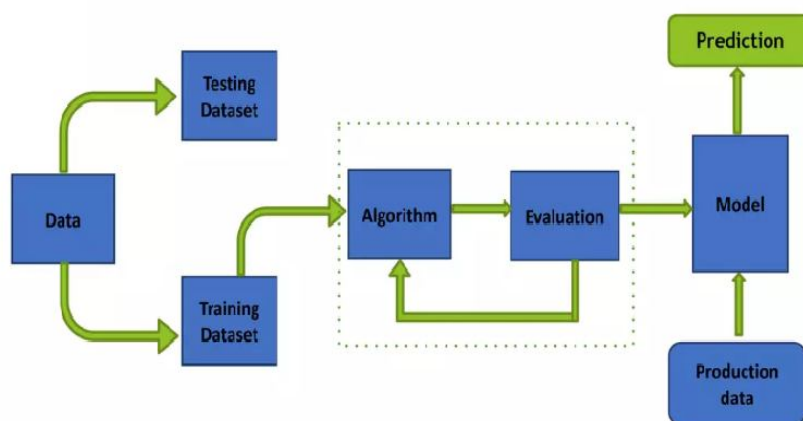 Prediction
Testing
Dataset
Data
Algorithm
Evaluation
Model
Training
Dataset
Production
data